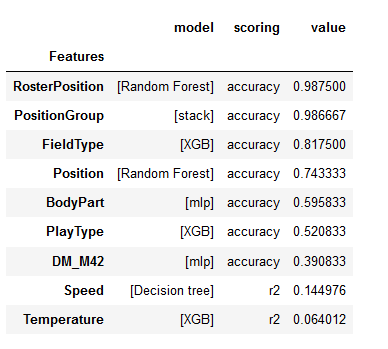 model scoring value
Features
RosterPosition [Random Forest] accuracy 0.987500
PositionGroup [stack] accuracy 0.986667
FieldType [XGB] accuracy 0.817500
Position [Random Forest] accuracy 0.743333
BodyPart [mlp] accuracy 0.595833
PlayType [XGB] accuracy 0.520833
DM_M42 [mlp] accuracy 0.390833
Speed [Decision tree] r2 0.144976
Temperature [XGB] r2 0.064012